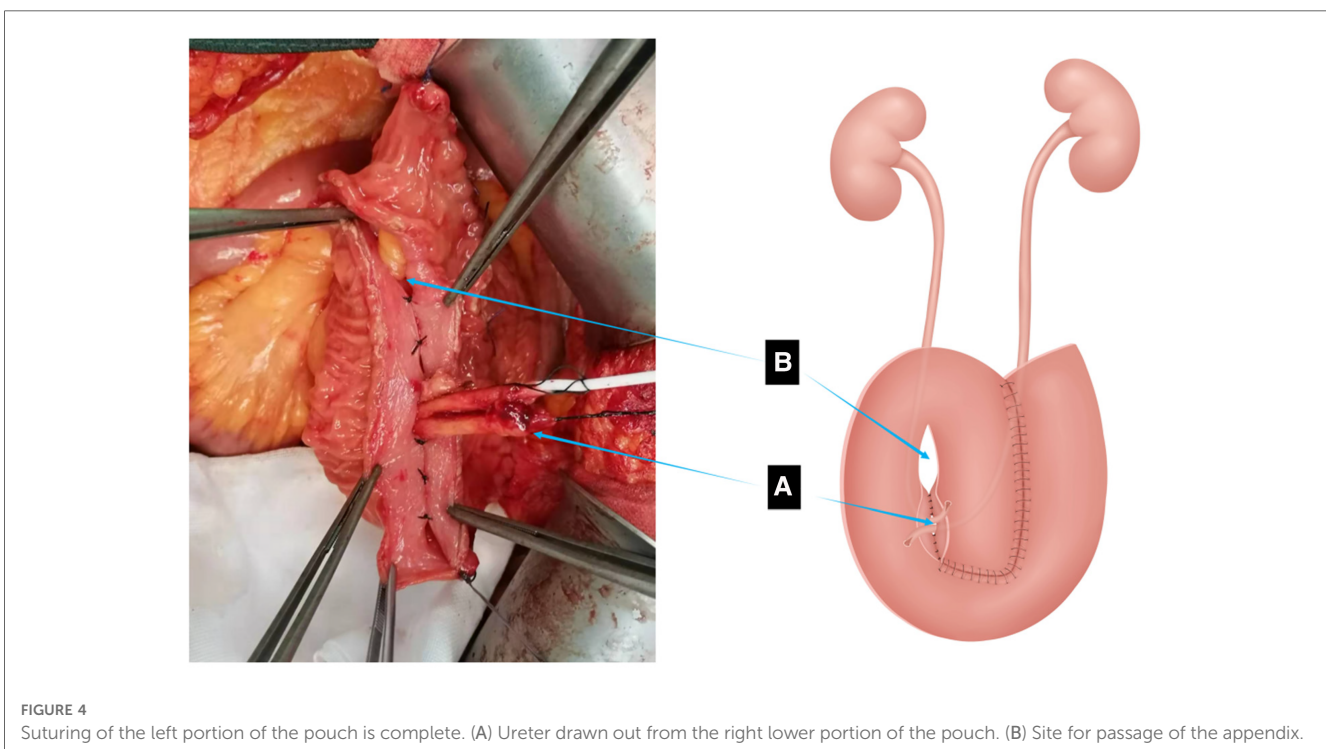 B
A
FIGURE 4
Suturing of the left portion of the pouch is complete. (A) Ureter drawn out from the right lower portion of the pouch. (B) Site for passage of the appendix.